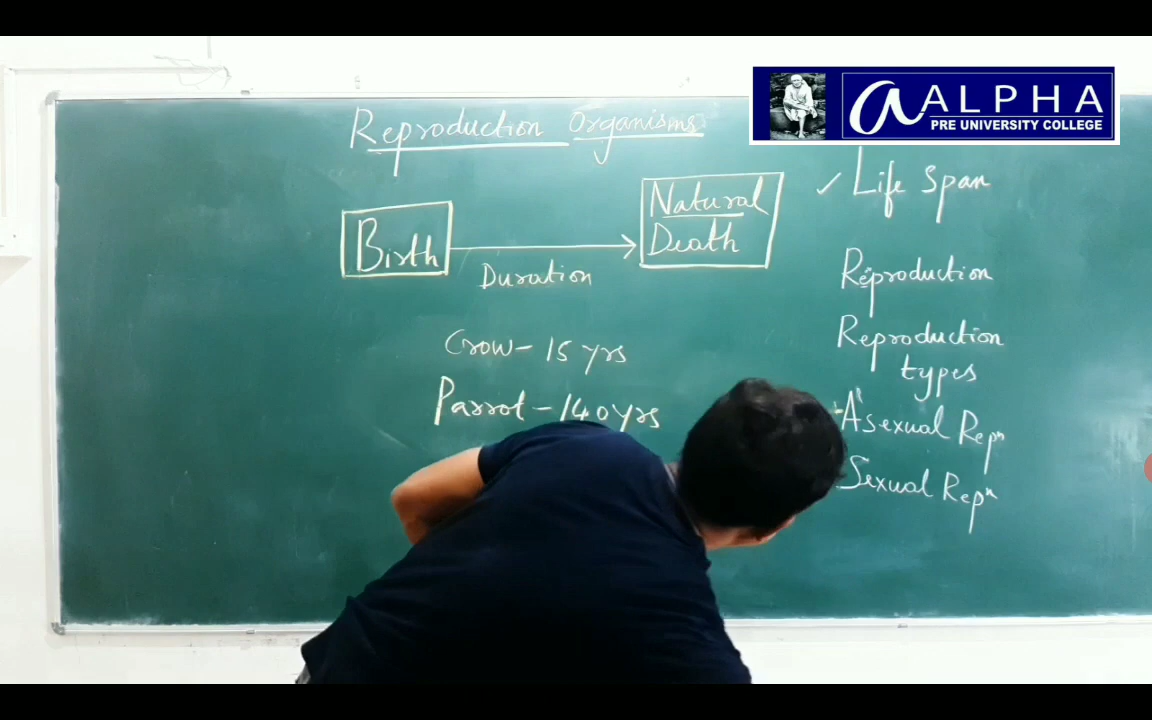 ALPHA
PRE UNIVERSITY COLLEGE
Reproduction Organisms
Birth
Duration
Natural
Death
Crow - 15 yrs
Parrot - 140 yrs
✓ Life Span
Reproduction
Reproduction
types
Asexual Repⁿ
Sexual Repⁿ